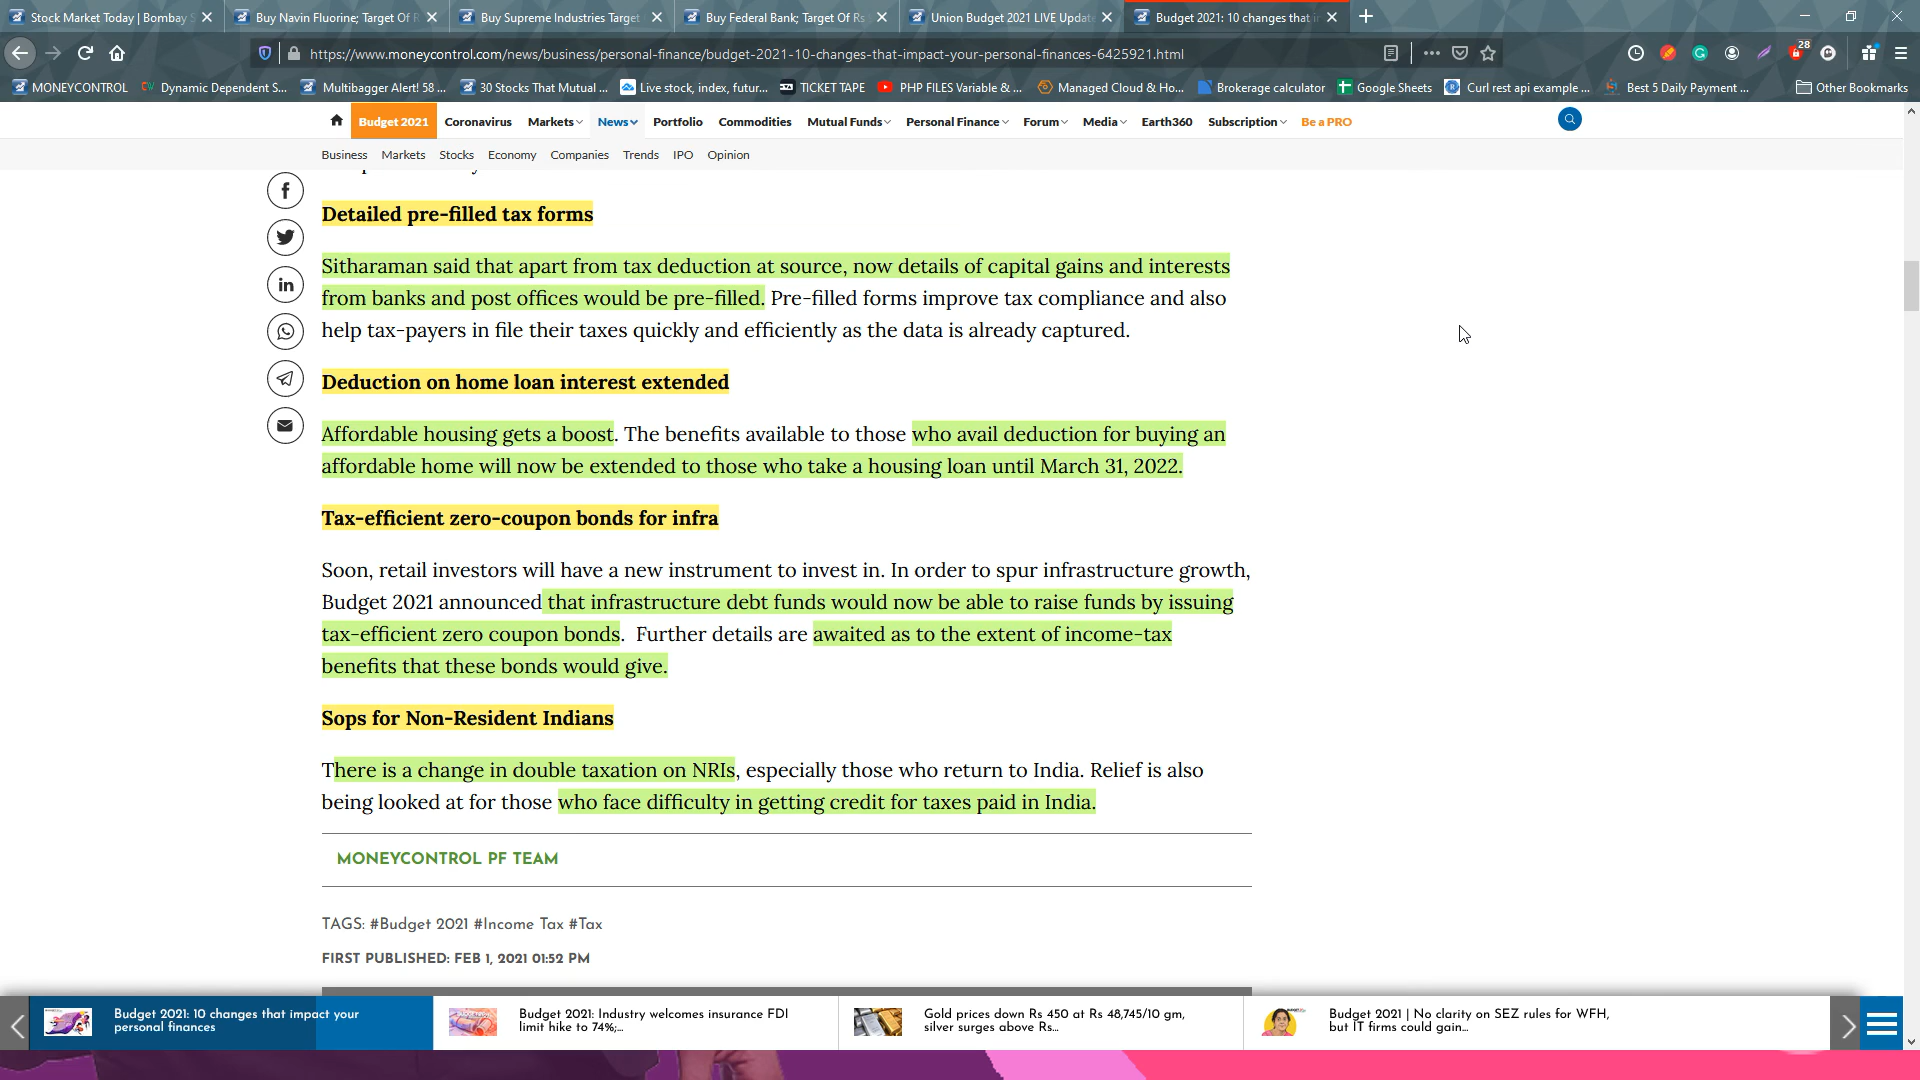 Stock Market Today | Bombay S
Buy Navin Fluorine; Target Of R
Buy Supreme Industries Target
Buy Federal Bank; Target Of Rs
Union Budget 2021 LIVE Update
Budget 2021: 10 changes that i
https://www.moneycontrol.com/news/business/personal-finance/budget-2021-10-changes-that-impact-your-personal-finances-6425921.html
28
MONEYCONTROL
Dynamic Dependent S...
Multibagger Alert! 58 ...
30 Stocks That Mutual ...
Live stock, index, futur...
TICKET TAPE
PHP FILES Variable & ...
Managed Cloud & Ho...
Brokerage calculator
Google Sheets
Curl rest api example ...
Best 5 Daily Payment ...
Other Bookmarks
Budget 2021 Coronavirus Markets News Portfolio Commodities Mutual Funds Personal Finance Forum Media Earth360 Subscription Be a PRO
Business Markets Stocks Economy Companies Trends IPO Opinion
Detailed pre-filled tax forms
Sitharaman said that apart from tax deduction at source, now details of capital gains and interests
from banks and post offices would be pre-filled. Pre-filled forms improve tax compliance and also
help tax-payers in file their taxes quickly and efficiently as the data is already captured.
Deduction on home loan interest extended
Affordable housing gets a boost. The benefits available to those who avail deduction for buying an
affordable home will now be extended to those who take a housing loan until March 31, 2022.
Tax-efficient zero-coupon bonds for infra
Soon, retail investors will have a new instrument to invest in. In order to spur infrastructure growth,
Budget 2021 announced that infrastructure debt funds would now be able to raise funds by issuing
tax-efficient zero coupon bonds. Further details are awaited as to the extent of income-tax
benefits that these bonds would give.
Sops for Non-Resident Indians
There is a change in double taxation on NRIs, especially those who return to India. Relief is also
being looked at for those who face difficulty in getting credit for taxes paid in India.
MONEYCONTROL PF TEAM
TAGS: #Budget 2021 #Income Tax #Tax
FIRST PUBLISHED: FEB 1, 2021 01:52 PM
Budget 2021: 10 changes that impact your
personal finances
Budget 2021: Industry welcomes insurance FDI
limit hike to 74%;...
Gold prices down Rs 450 at Rs 48,745/10 gm,
silver surges above Rs...
Budget 2021 | No clarity on SEZ rules for WFH,
but IT firms could gain...